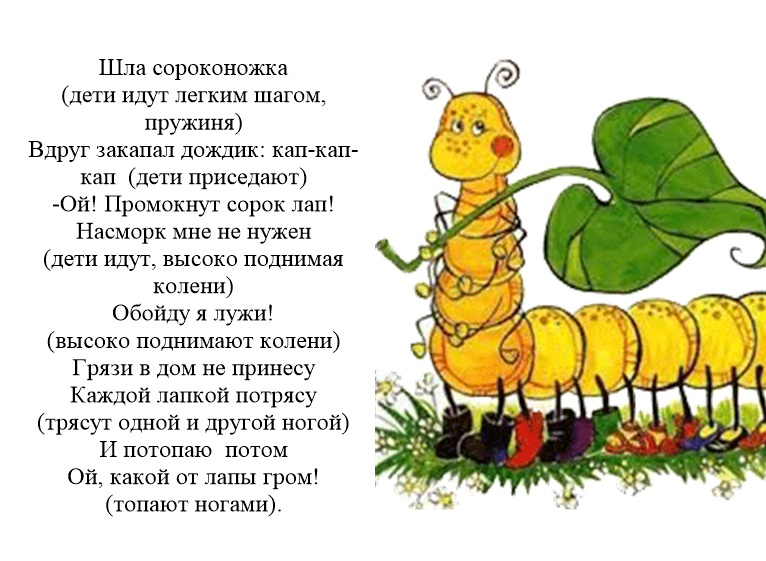 Шла сороконожка
(дети идут легким шагом,
пружиня)
Вдруг закапал дождик: кап-кап-
кап (дети приседают)
-Ой! Промокнут сорок лап!
Насморк мне не нужен
(дети идут, высоко поднимая
колени)
Обойду я лужи!
(высоко поднимают колени)
Грязи в дом не принесу
Каждой лапкой потрясу
(трясут одной и другой ногой)
И потопаю потом
Ой, какой от лапы гром!
(топают ногами).